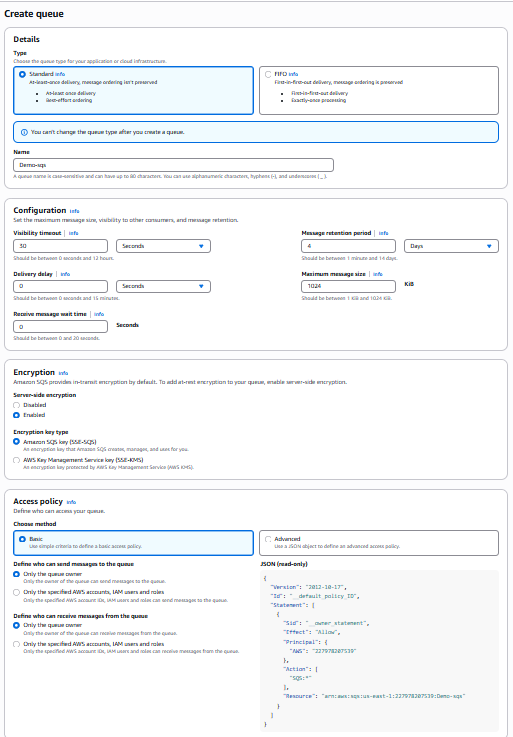 Create queue
Details
Type
Choose the queue type for your application or cloud infrastructure.
Standard Info
At-least-once delivery, message ordering isn't preserved
• At-least once delivery
• Best-effort ordering
FIFO Info
First-in-first-out delivery, message ordering is preserved
• First-in-first-out delivery
• Exactly-once processing
You can't change the queue type after you create a queue.
Name
Demo-sqs
A queue name is case-sensitive and can have up to 80 characters. You can use alphanumeric characters, hyphens (-), and underscores ( _ ).
Configuration Info
Set the maximum message size, visibility to other consumers, and message retention.
Visibility timeout | Info
30
Seconds
Should be between 0 seconds and 12 hours.
Message retention period | Info
4
Days
Should be between 1 minute and 14 days.
Delivery delay | Info
0
Seconds
Should be between 0 seconds and 15 minutes.
Maximum message size | Info
1024
KiB
Should be between 1 KiB and 1024 KiB.
Receive message wait time | Info
0
Seconds
Should be between 0 and 20 seconds.
Encryption Info
Amazon SQS provides in-transit encryption by default. To add at-rest encryption to your queue, enable server-side encryption.
Server-side encryption
Disabled
Enabled
Encryption key type
Amazon SQS key (SSE-SQS)
An encryption key that Amazon SQS creates, manages, and uses for you.
AWS Key Management Service key (SSE-KMS)
An encryption key protected by AWS Key Management Service (AWS KMS).
Access policy Info
Define who can access your queue.
Choose method
Basic
Use simple criteria to define a basic access policy.
Advanced
Use a JSON object to define an advanced access policy.
Define who can send messages to the queue
Only the queue owner
Only the owner of the queue can send messages to the queue.
Only the specified AWS accounts, IAM users and roles
Only the specified AWS account IDs, IAM users and roles can send messages to the queue.
Define who can receive messages from the queue
Only the queue owner
Only the owner of the queue can receive messages from the queue.
Only the specified AWS accounts, IAM users and roles
Only the specified AWS account IDs, IAM users and roles can receive messages from the queue.
JSON (read-only)
{
"Version": "2012-10-17",
"Id": "__default_policy_ID",
"Statement": [
{
"Sid": "__owner_statement",
"Effect": "Allow",
"Principal": {
"AWS": "227978207539"
},
"Action": [
"SQS:*"
],
"Resource": "arn:aws:sqs:us-east-1:227978207539:Demo-sqs"
}
]
}